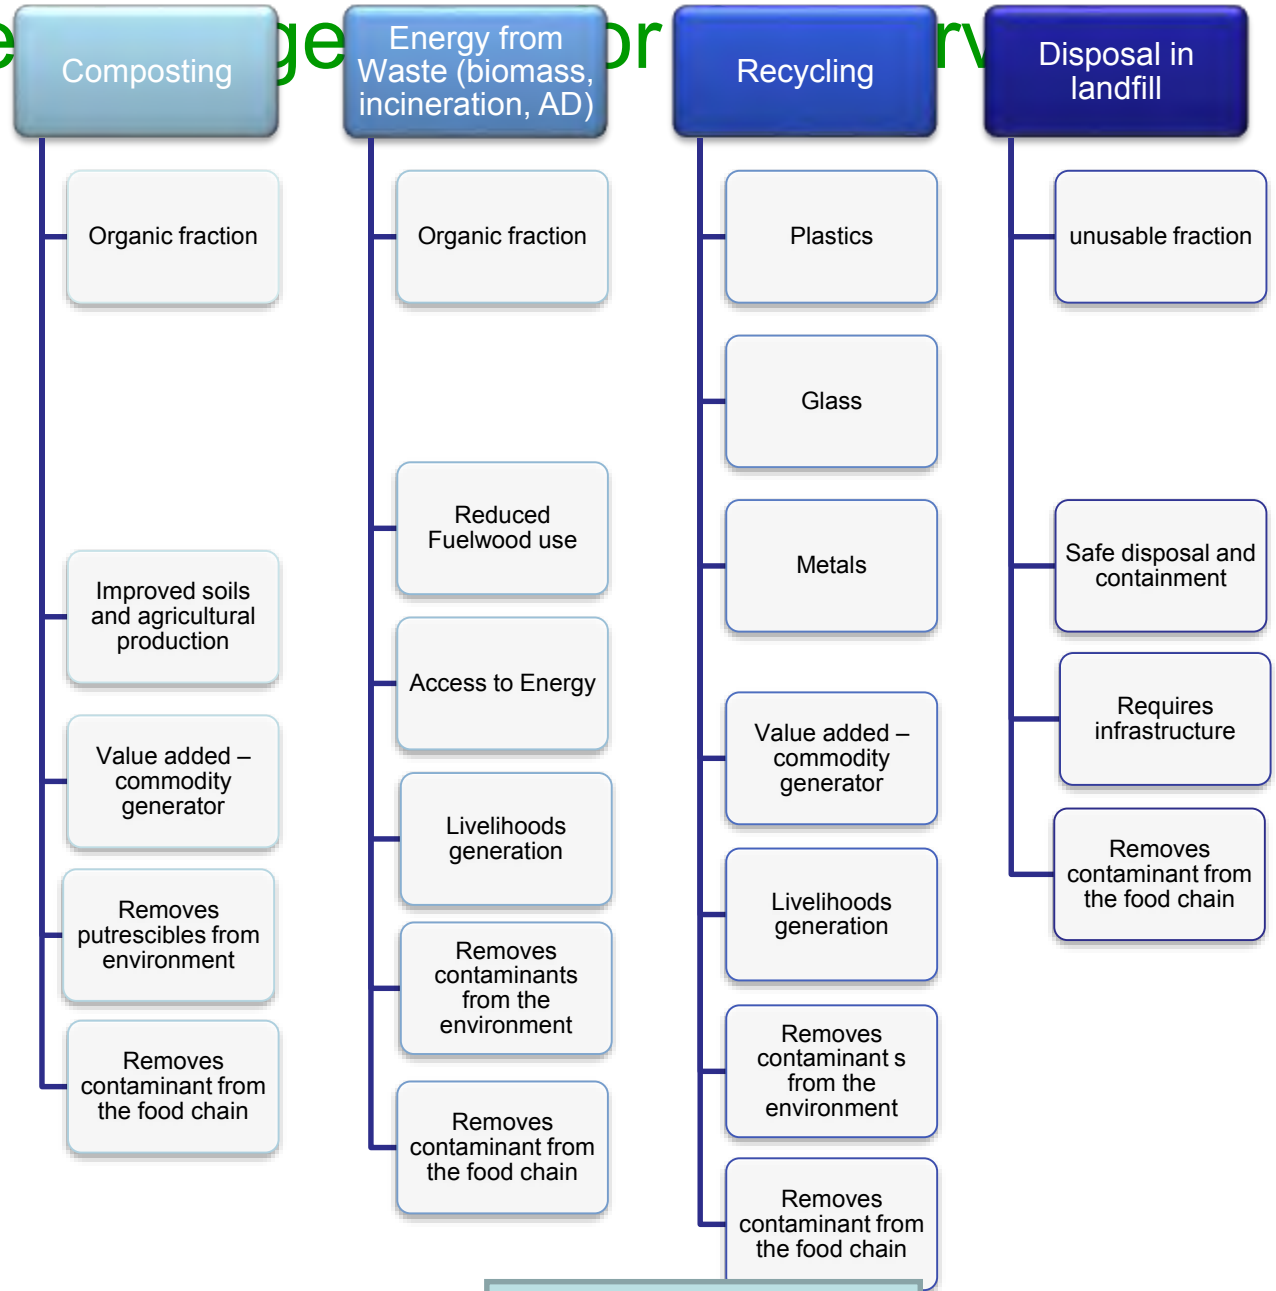 Composting
Organic fraction
Improved soils
and agricultural
production
Value added –
commodity
generator
Removes
putrescibles from
environment
Removes
contaminant from
the food chain
Energy from
Waste (biomass,
incineration, AD)
Organic fraction
Reduced
Fuelwood use
Access to Energy
Livelihoods
generation
Removes
contaminants
from the
environment
Removes
contaminant from
the food chain
Recycling
Plastics
Glass
Metals
Value added –
commodity
generator
Livelihoods
generation
Removes
contaminant s
from the
environment
Removes
contaminant from
the food chain
Disposal in
landfill
unusable fraction
Safe disposal and
containment
Requires
infrastructure
Removes
contaminant from
the food chain